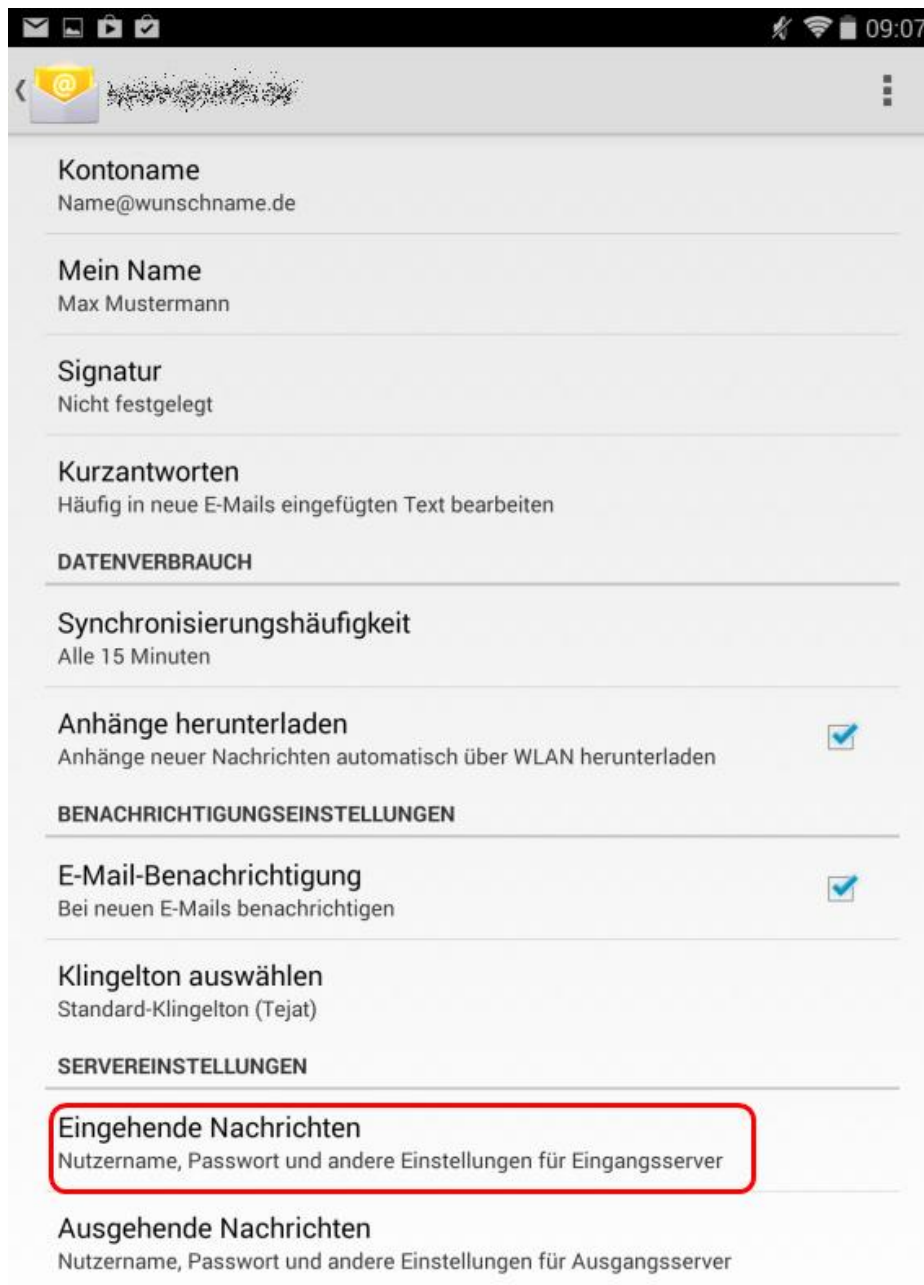 09:07
Kontoname
Name@wunschname.de
Mein Name
Max Mustermann
Signatur
Nicht festgelegt
Kurzantworten
Häufig in neue E-Mails eingefügten Text bearbeiten
DATENVERBRAUCH
Synchronisierungshäufigkeit
Alle 15 Minuten
Anhänge herunterladen
Anhänge neuer Nachrichten automatisch über WLAN herunterladen
BENACHRICHTIGUNGSEINSTELLUNGEN
E-Mail-Benachrichtigung
Bei neuen E-Mails benachrichtigen
Klingelton auswählen
Standard-Klingelton (Tejat)
SERVEREINSTELLUNGEN
Eingehende Nachrichten
Nutzername, Passwort und andere Einstellungen für Eingangsserver
Ausgehende Nachrichten
Nutzername, Passwort und andere Einstellungen für Ausgangsserver